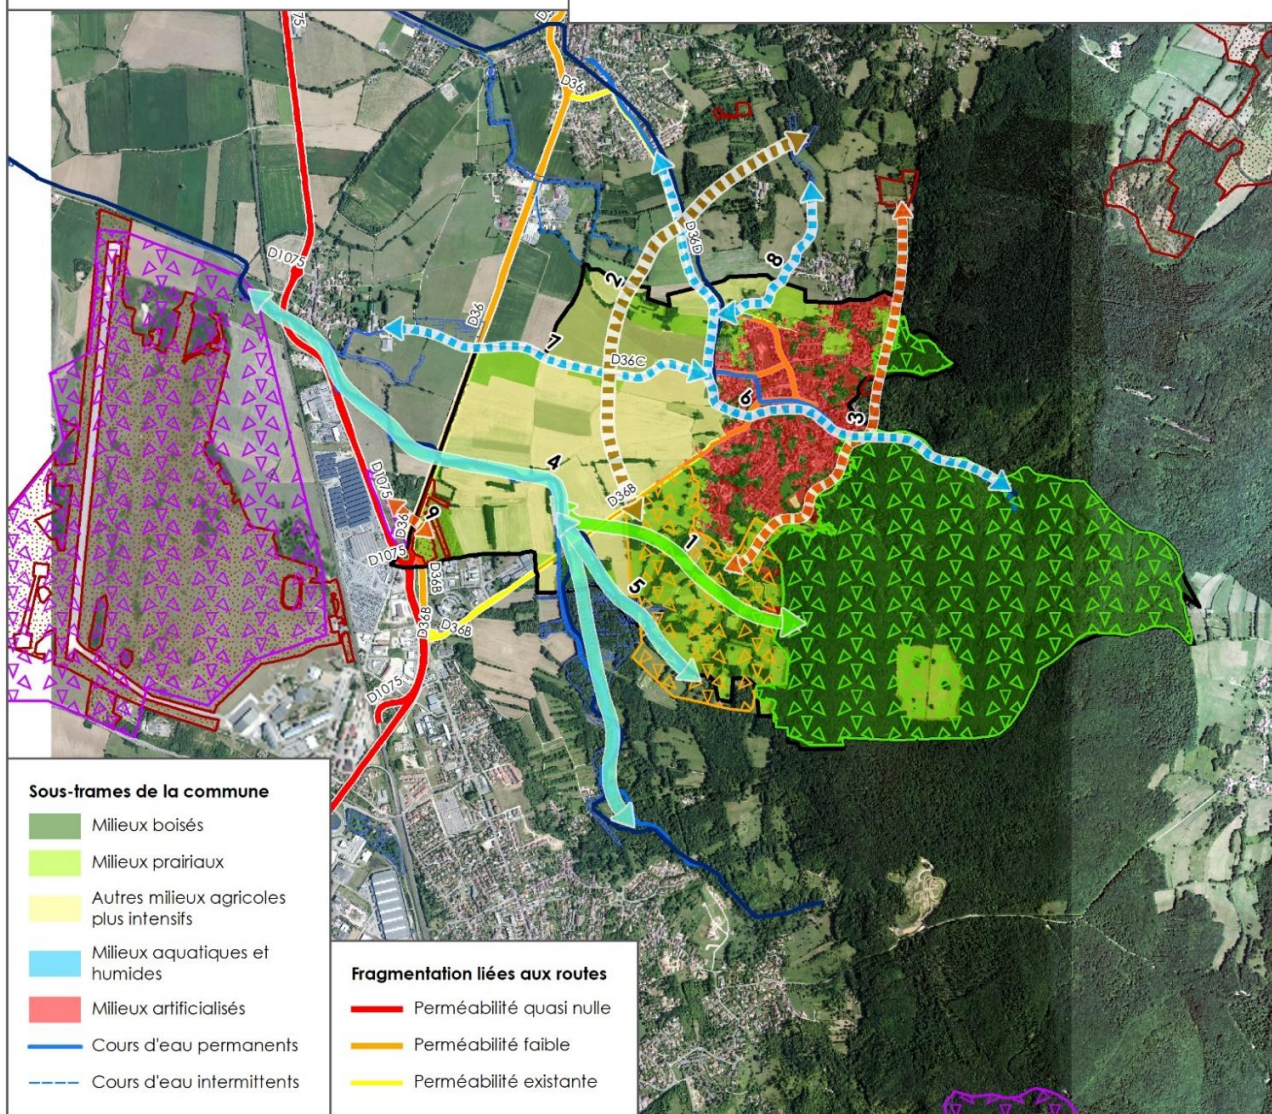 75
D
D36
D36D
2
8
D1075
D36
7
D36C
6
3
4
D1075
D36B
9
D36
D1075
1
D36B
5
D36B
D36B
D1075
Sous-trames de la commune
Milieux boisés
Milieux prairiaux
Autres milieux agricoles
plus intensifs
Milieux aquatiques et
humides
Milieux artificialisés
Cours d'eau permanents
Cours d'eau intermittents
Fragmentation liées aux routes
Perméabilité quasi nulle
Perméabilité faible
Perméabilité existante